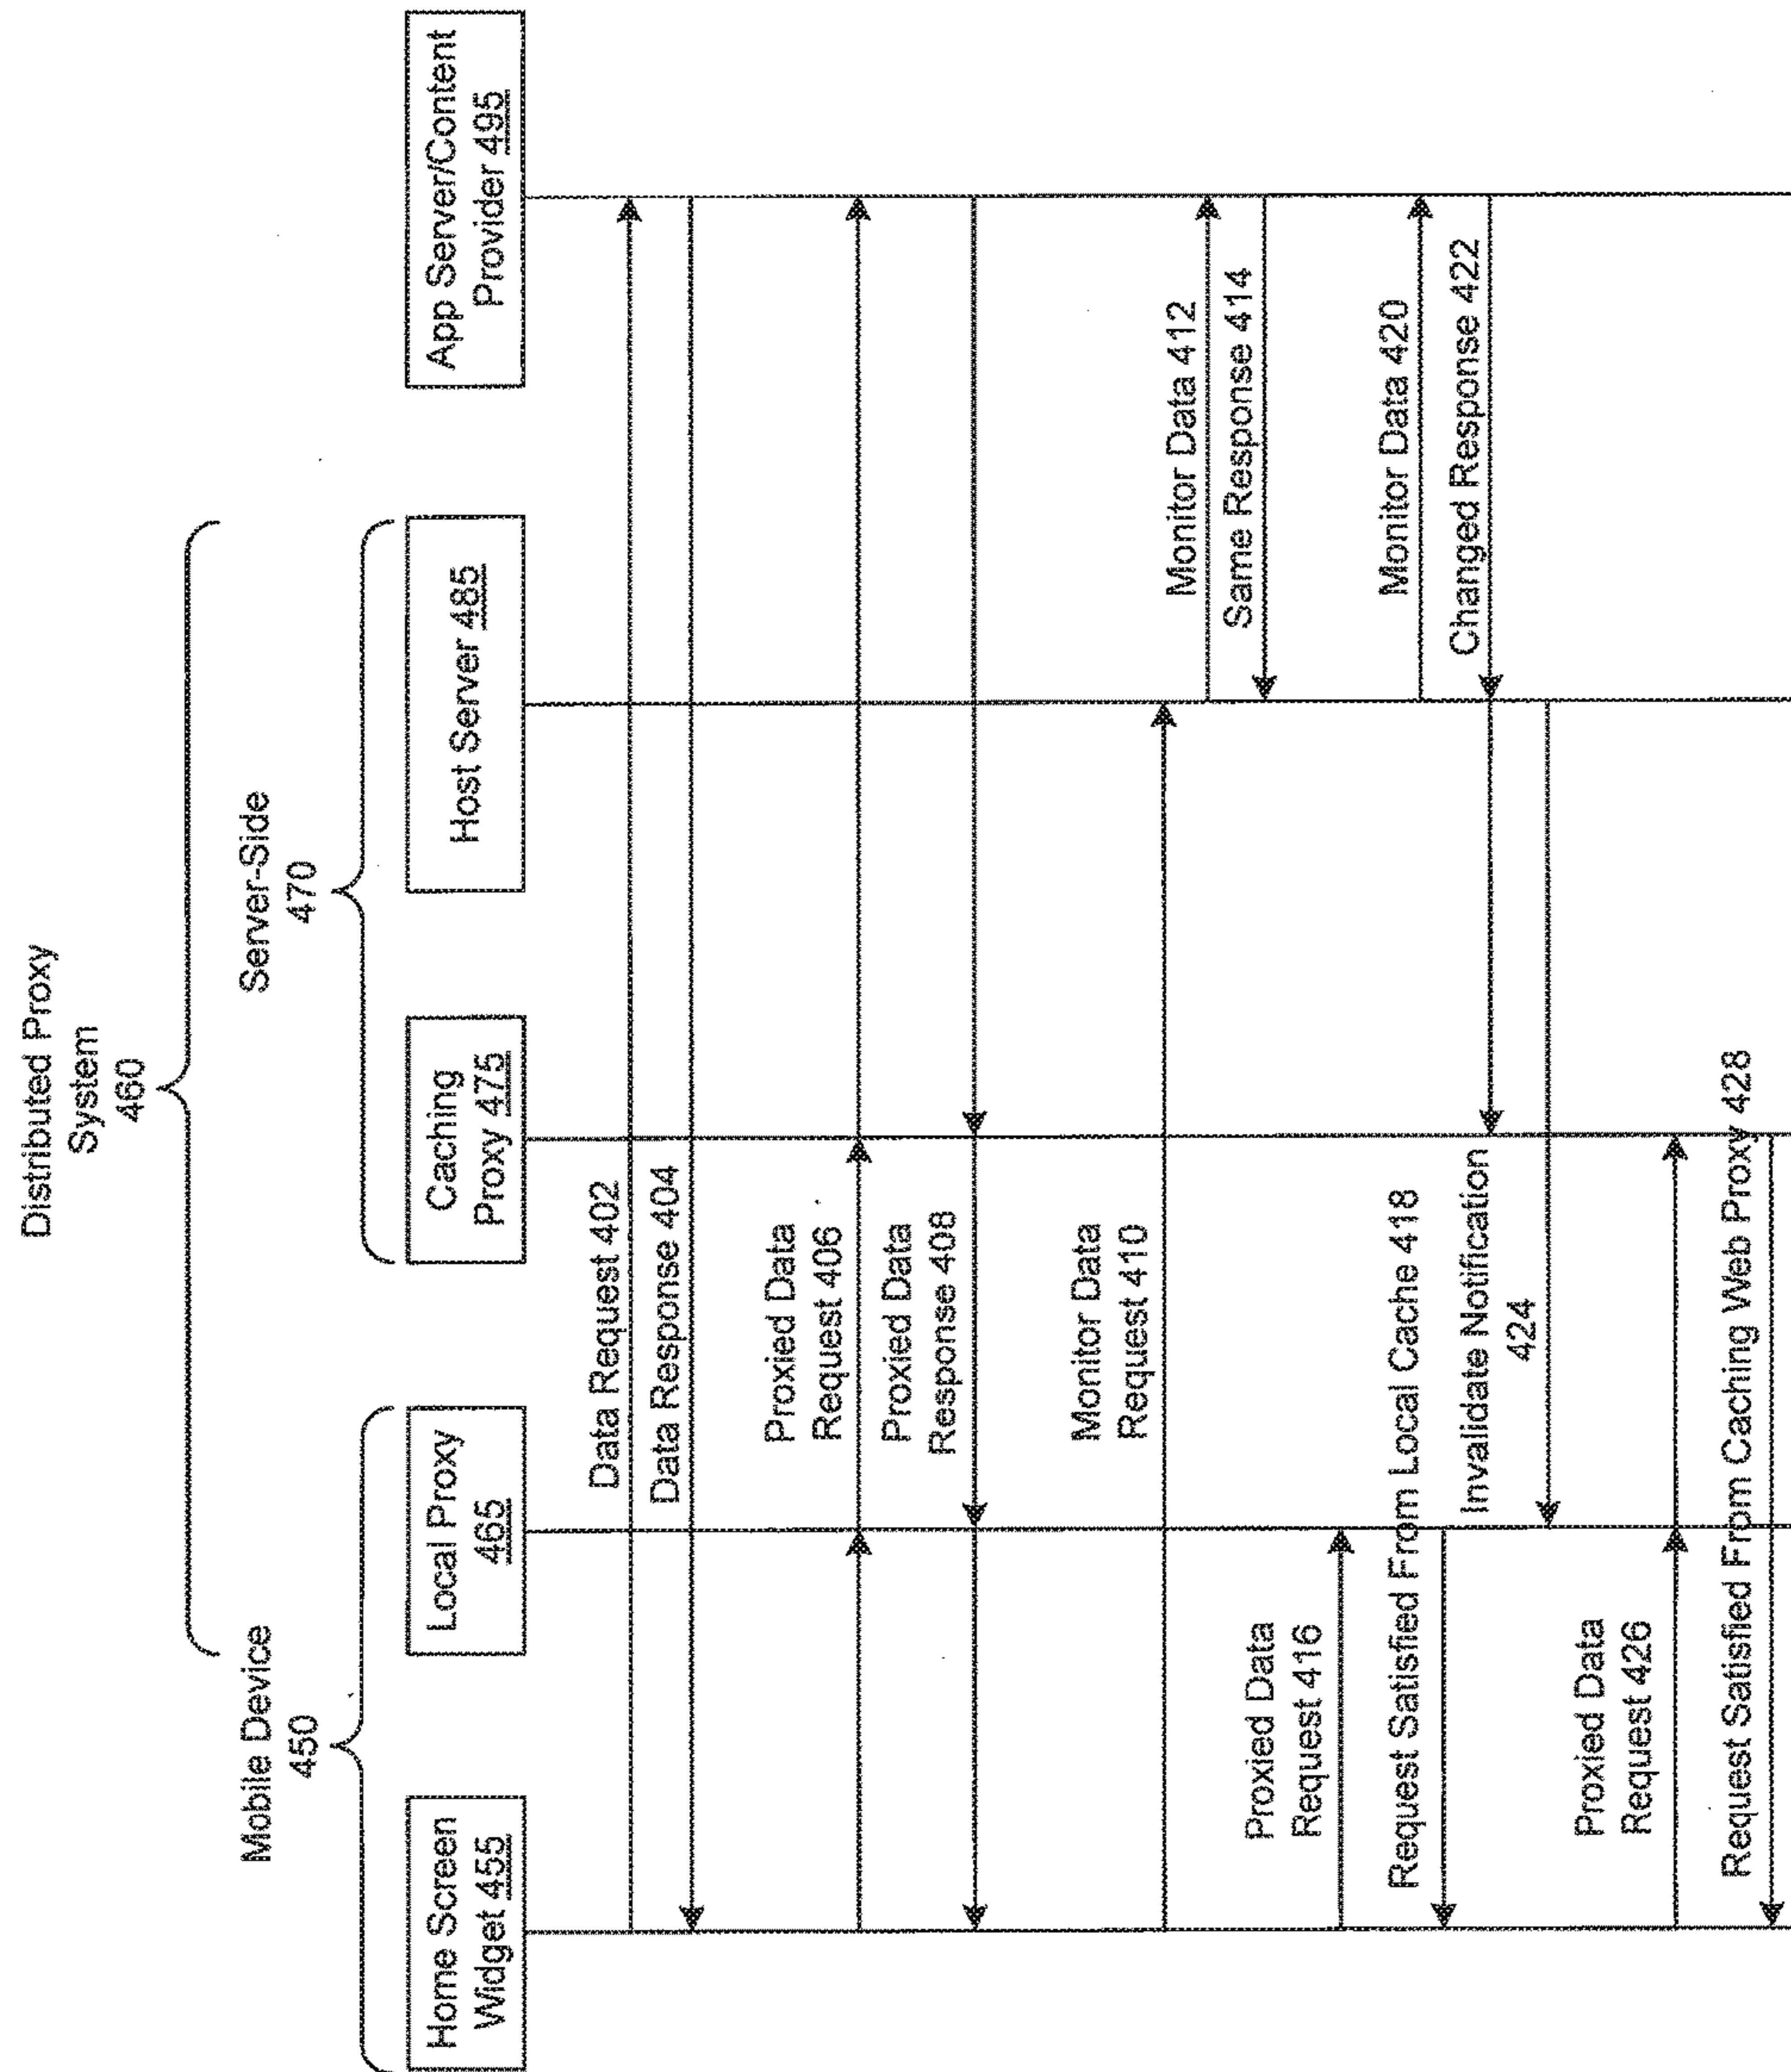 Distributed Proxy
System
460
Mobile Device
450
Server-Side
470
Home Screen
Widget 455
Local Proxy
465
Caching
Proxy 475
Host Server 485
App Server/Content
Provider 495
Data Request 402
Data Response 404
Proxied Data
Request 406
Proxied Data
Response 408
Monitor Data
Request 410
Monitor Data 412
Same Response 414
Proxied Data
Request 416
Request Satisfied From Local Cache 418
Monitor Data 420
Changed Response 422
Invalidate Notification
424
Proxied Data
Request 426
Request Satisfied From Caching Web Proxy 428